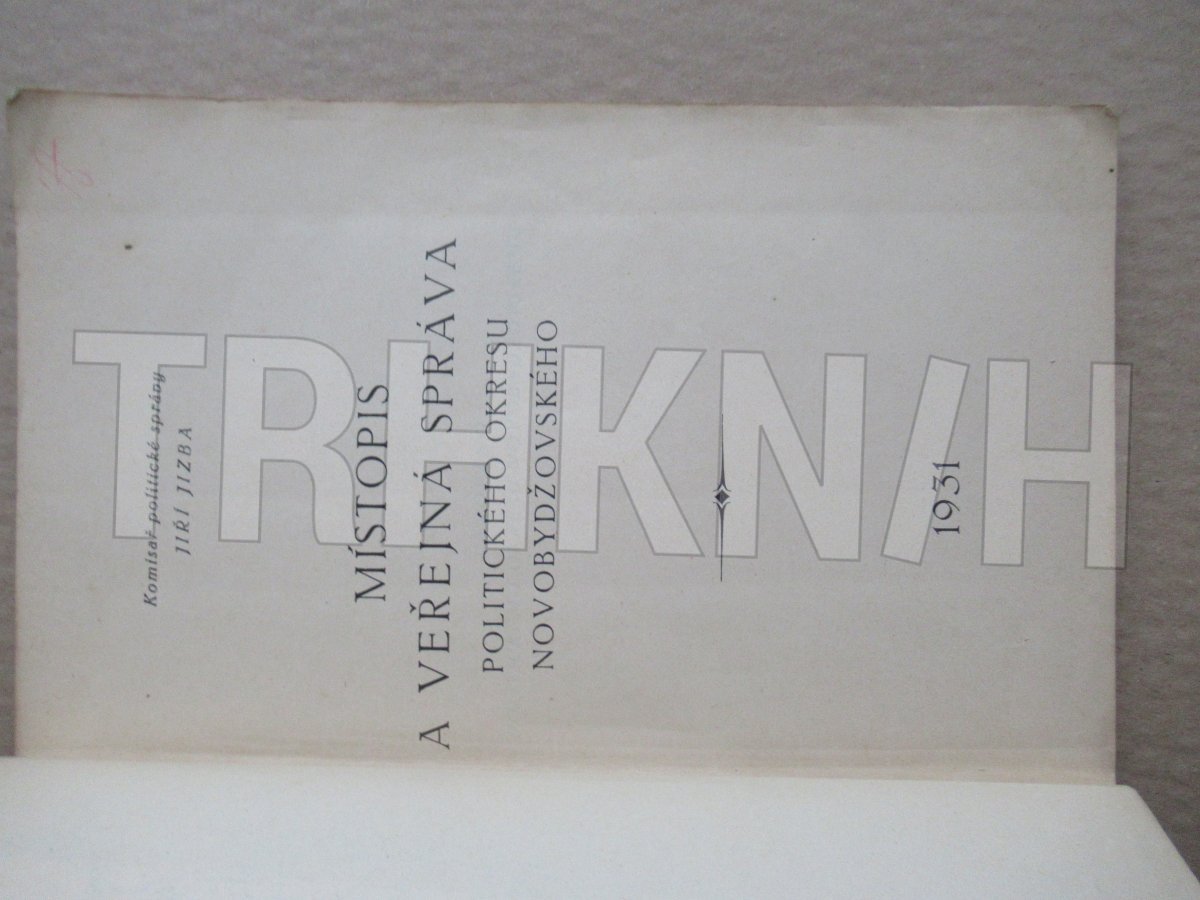 Komisař politické správy
JIŘÍ JIZBA
MÍSTOPIS
A VEŘEJNÁ SPRÁVA
POLITICKÉHO OKRESU
NOVOBYDŽOVSKÉHO
1931
TRHKNIH